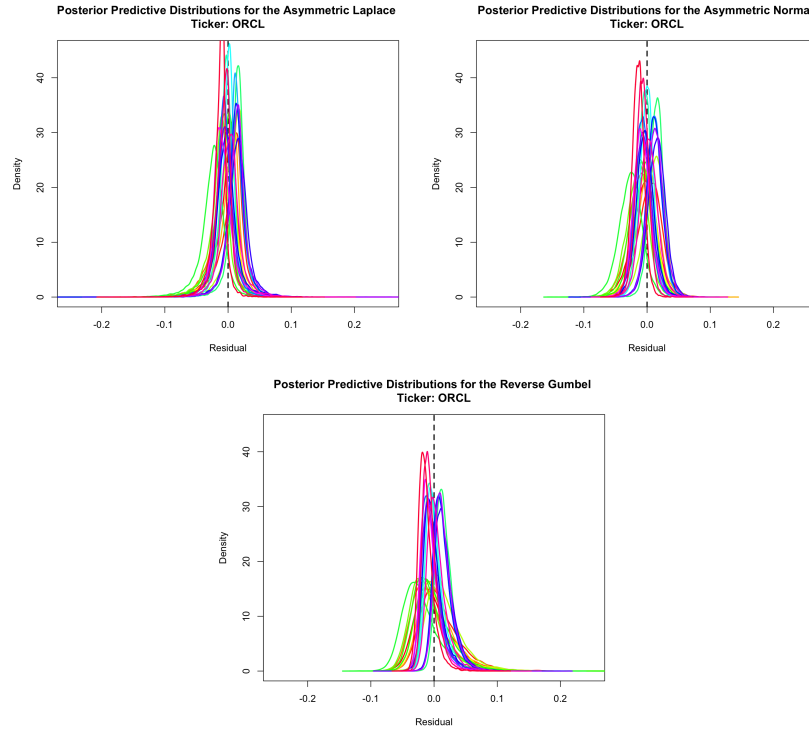 Posterior Predictive Distributions for the Asymmetric Laplace
Ticker: ORCL
Density
40
30
20
10
0
-0.2 -0.1 0.0 0.1 0.2
Residual
Posterior Predictive Distributions for the Asymmetric Norma
Ticker: ORCL
Density
40
30
20
10
0
-0.2 -0.1 0.0 0.1 0.2
Residual
Posterior Predictive Distributions for the Reverse Gumbel
Ticker: ORCL
Density
40
30
20
10
0
-0.2 -0.1 0.0 0.1 0.2
Residual